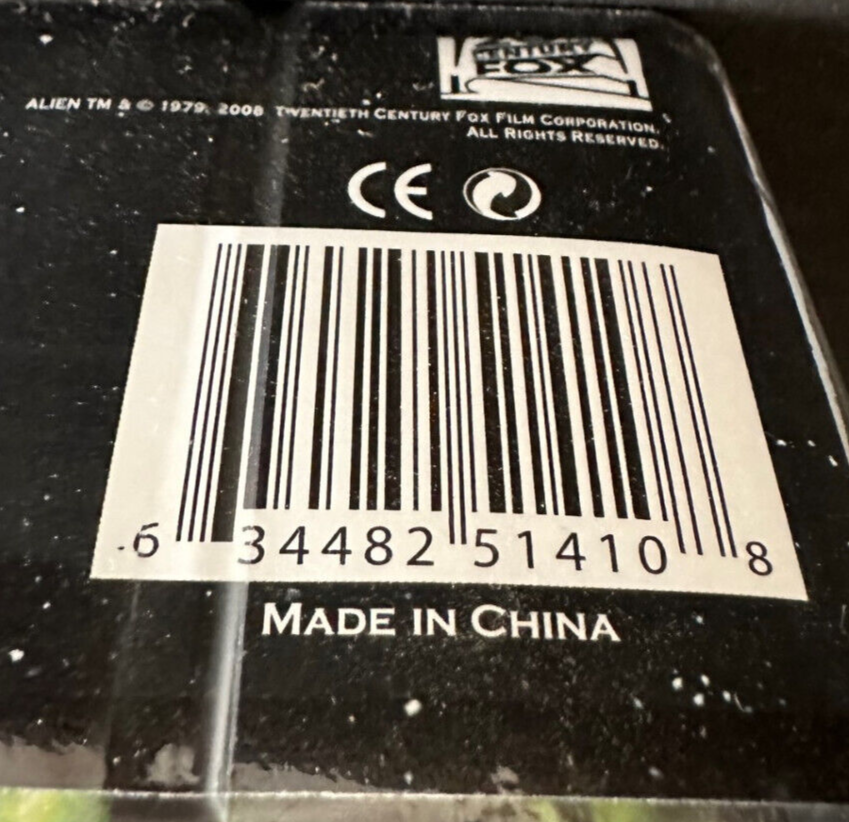 CENTURY
FOX
ALIEN TM & © 1979, 2008 TWENTIETH CENTURY FOX FILM CORPORATION.
ALL RIGHTS RESERVED.
CE
6 34482 51410 8
MADE IN CHINA